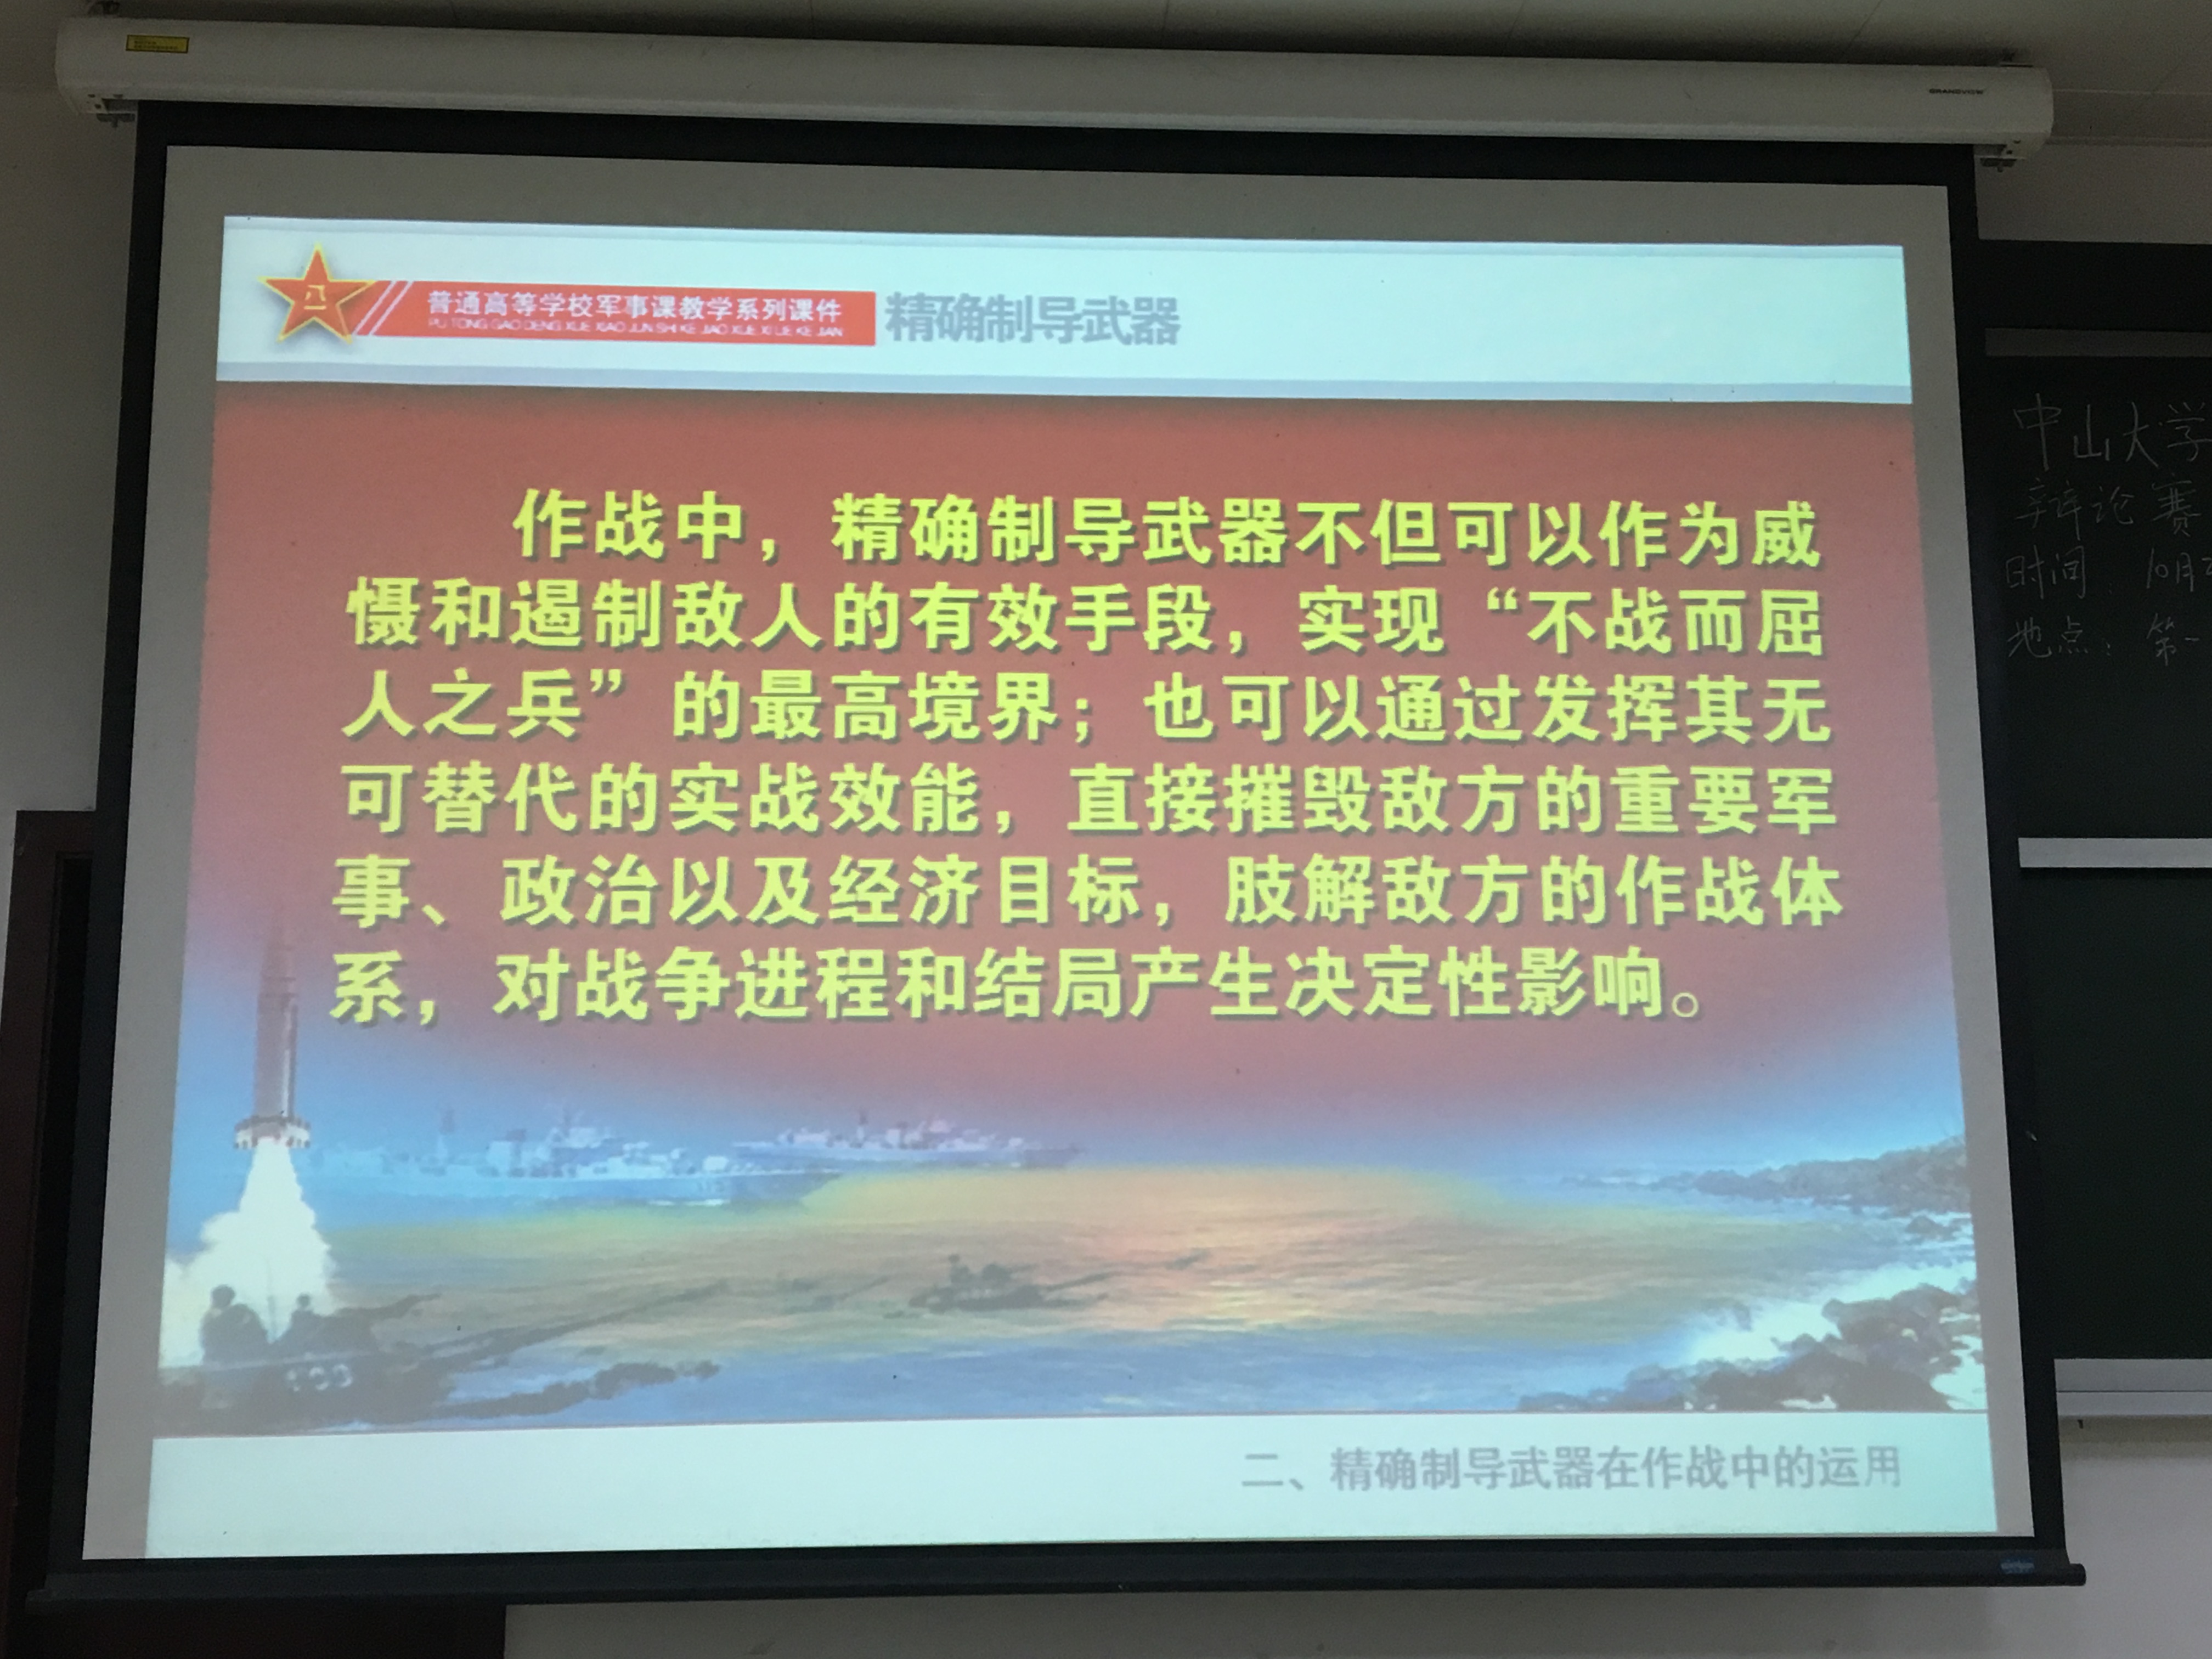 GRANDVIEW
八一
普通高等学校军事课教学系列课件
PU TONG GAO DENG XUE XIAO JUN SHI KE JIAO XUE XI LIE KE JIAN
精确制导武器
作战中，精确制导武器不但可以作为威
慑和遏制敌人的有效手段，实现“不战而屈
人之兵”的最高境界；也可以通过发挥其无
可替代的实战效能，直接摧毁敌方的重要军
事、政治以及经济目标，肢解敌方的作战体
系，对战争进程和结局产生决定性影响。
二、精确制导武器在作战中的运用
中山大学
辩论赛
时间：10月
地点：第一